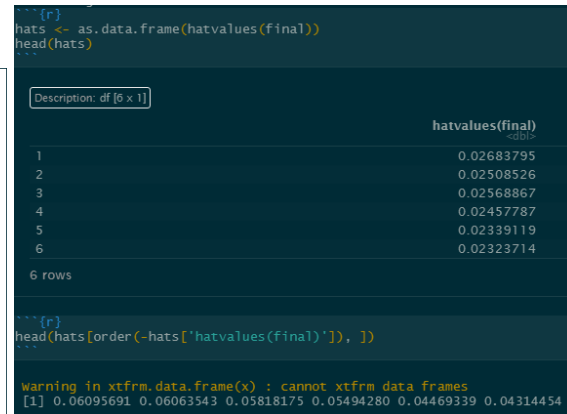 ```{r}
hats <- as.data.frame(hatvalues(final))
head(hats)
```
Description: df [6 x 1]
hatvalues(final)
<dbl>
1 0.02683795
2 0.02508526
3 0.02568867
4 0.02457787
5 0.02339119
6 0.02323714
6 rows
```{r}
head(hats[order(-hats['hatvalues(final)']), ])
```
Warning in xtfrm.data.frame(x) : cannot xtfrm data frames
[1] 0.06095691 0.06063543 0.05818175 0.05494280 0.04469339 0.04314454